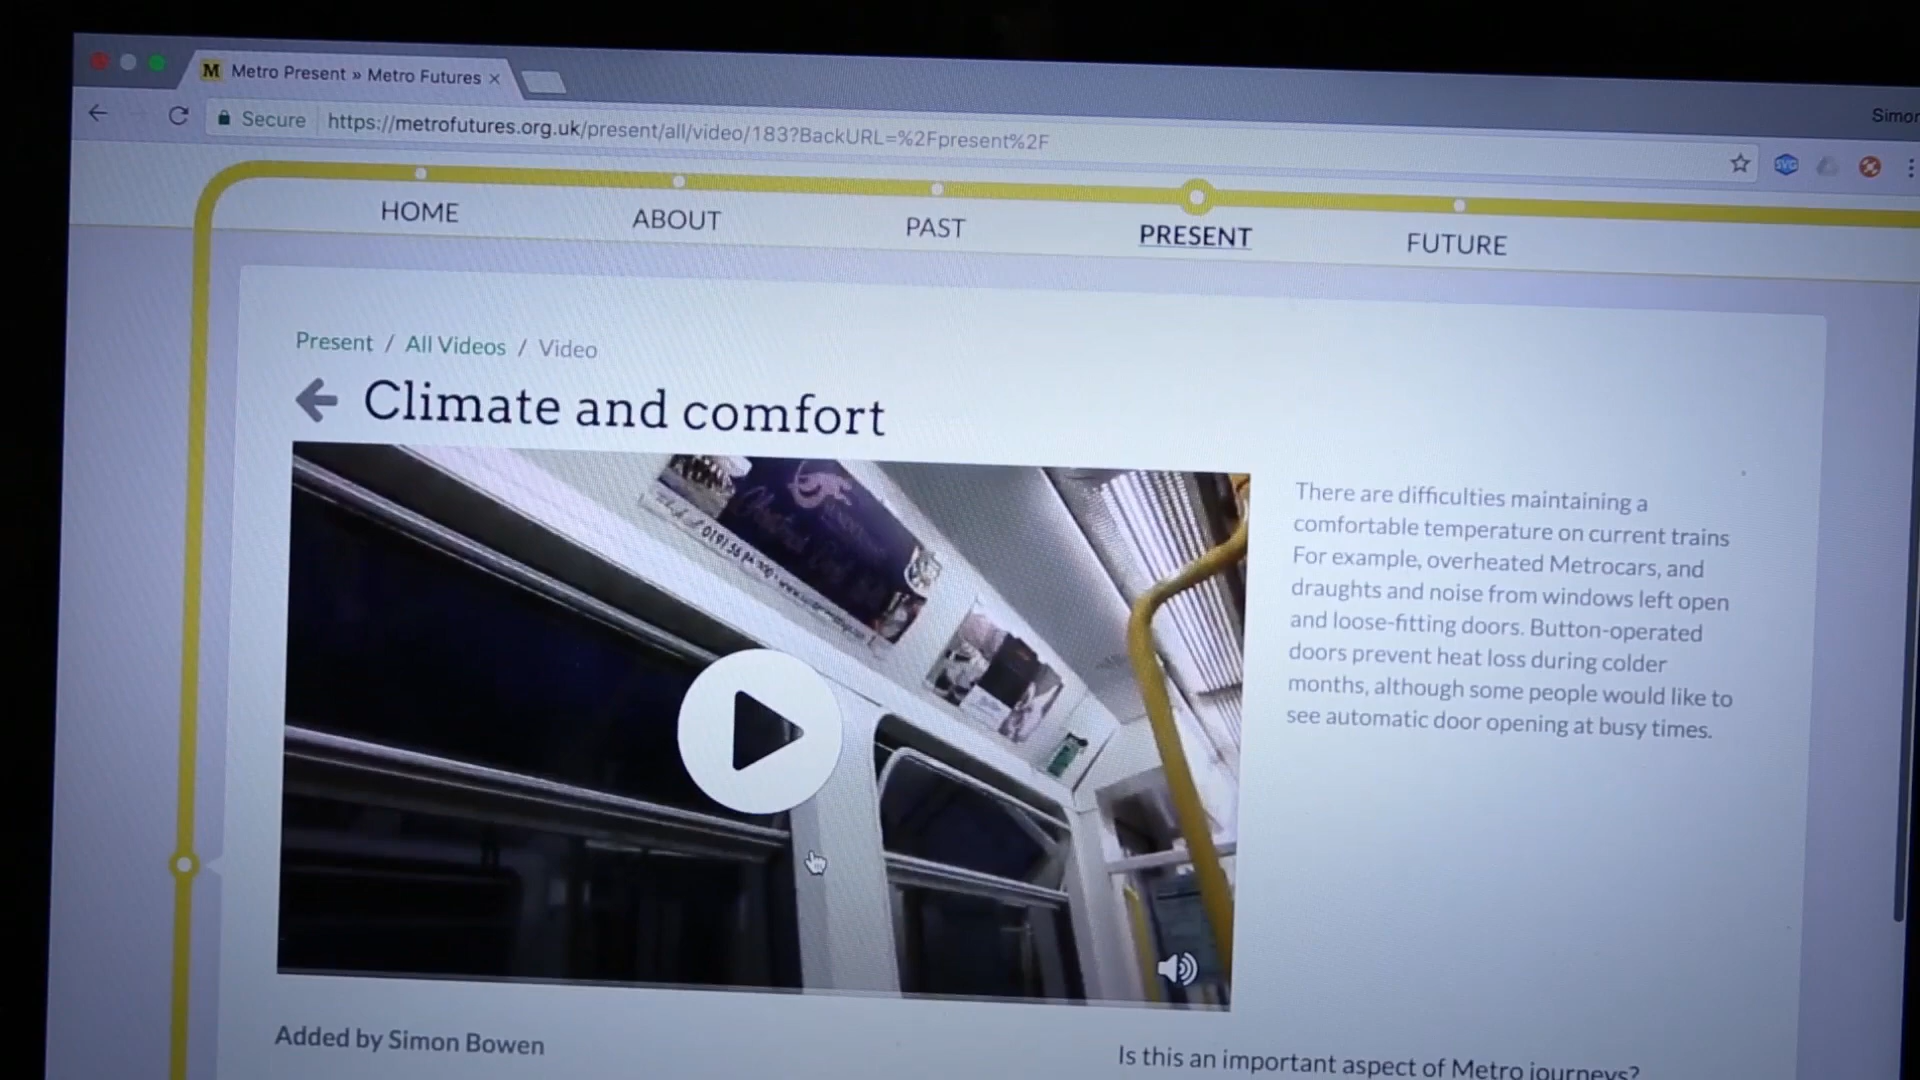 M Metro Present » Metro Futures ×
Simon
Secure https://metrofutures.org.uk/present/all/video/183?BackURL=%2Fpresent%2F
SVG
HOME ABOUT PAST PRESENT FUTURE
Present / All Videos / Video
Climate and comfort
There are difficulties maintaining a
comfortable temperature on current trains
For example, overheated Metrocars, and
draughts and noise from windows left open
and loose-fitting doors. Button-operated
doors prevent heat loss during colder
months, although some people would like to
see automatic door opening at busy times.
Added by Simon Bowen
Is this an important aspect of Metro journeys?